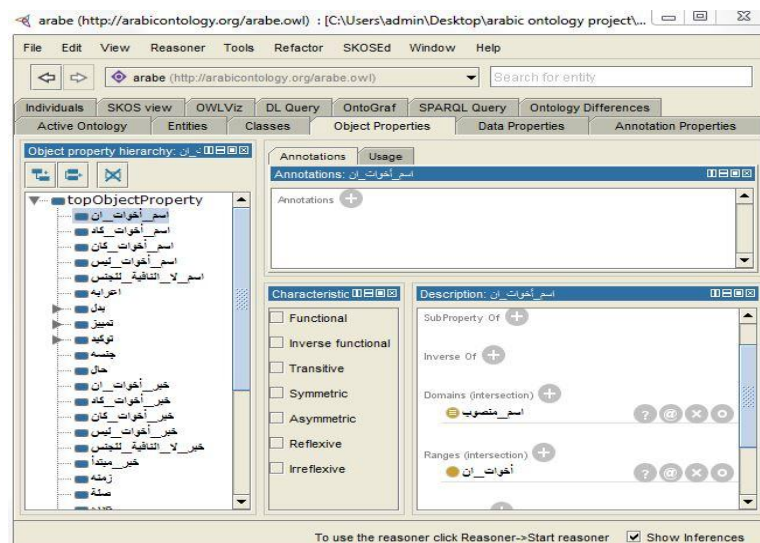 arabe (http://arabicontology.org/arabe.owl) : [C:\Users\admin\Desktop\arabic ontology project\...
File Edit View Reasoner Tools Refactor SKOSEd Window Help
arabe (http://arabicontology.org/arabe.owl) Search for entity
Individuals SKOS view OWLViz DL Query OntoGraf SPARQL Query Ontology Differences
Active Ontology Entities Classes Object Properties Data Properties Annotation Properties
Object property hierarchy:
topObjectProperty
اسم_أخوات_ان
اسم_أخوات_كاد
اسم_أخوات_كان
اسم_أخوات_ليس
اسم_لا_النافية_للجنس
اعرابه
بدل
تمييز
توكيد
جنسه
حال
خبر_أخوات_ان
خبر_أخوات_كاد
خبر_أخوات_كان
خبر_أخوات_ليس
خبر_لا_النافية_للجنس
خبر_مبتدأ
زمنه
صلة
Annotations Usage
Annotations: اسم_أخوات_ان
Annotations
Characteristic
Functional
Inverse functional
Transitive
Symmetric
Asymmetric
Reflexive
Irreflexive
Description: اسم_أخوات_ان
SubProperty Of
Inverse Of
Domains (intersection)
اسم_منصوب
Ranges (intersection)
أخوات_ان
To use the reasoner click Reasoner->Start reasoner Show Inferences